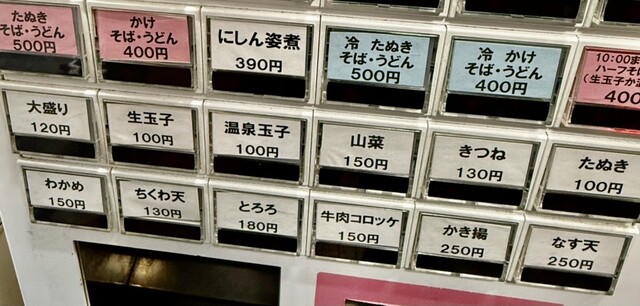 たぬき
そば・うどん
500円
かけ
そば・うどん
400円
にしん姿煮
390円
冷 たぬき
そば・うどん
500円
冷 かけ
そば・うどん
400円
10:00ま
ハーフそば
(生玉子か
400
大盛り
120円
生玉子
100円
温泉玉子
100円
山菜
150円
きつね
130円
たぬき
100円
わかめ
150円
ちくわ天
130円
とろろ
180円
牛肉コロッケ
150円
かき揚
250円
なす天
250円